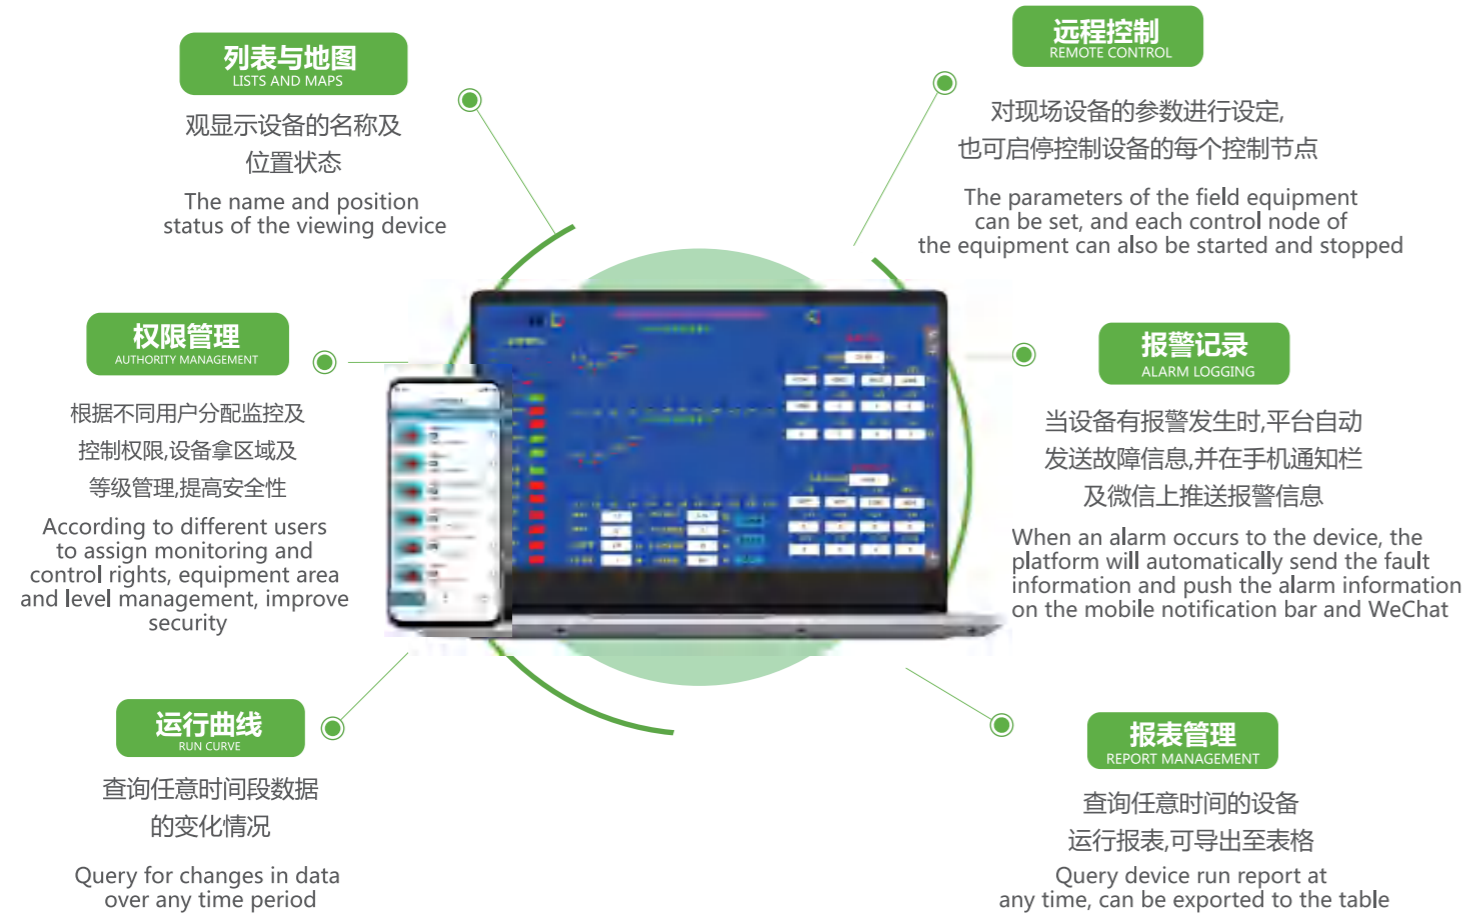 列表与地图
LISTS AND MAPS
观显示设备的名称及
位置状态
The name and position
status of the viewing device
远程控制
REMOTE CONTROL
对现场设备的参数进行设定,
也可启停控制设备的每个控制节点
The parameters of the field equipment
can be set, and each control node of
the equipment can also be started and stopped
权限管理
AUTHORITY MANAGEMENT
根据不同用户分配监控及
控制权限,设备拿区域及
等级管理,提高安全性
According to different users
to assign monitoring and
control rights, equipment area
and level management, improve
security
报警记录
ALARM LOGGING
当设备有报警发生时,平台自动
发送故障信息,并在手机通知栏
及微信上推送报警信息
When an alarm occurs to the device, the
platform will automatically send the fault
information and push the alarm information
on the mobile notification bar and WeChat
运行曲线
RUN CURVE
查询任意时间段数据
的变化情况
Query for changes in data
over any time period
报表管理
REPORT MANAGEMENT
查询任意时间的设备
运行报表,可导出至表格
Query device run report at
any time, can be exported to the table